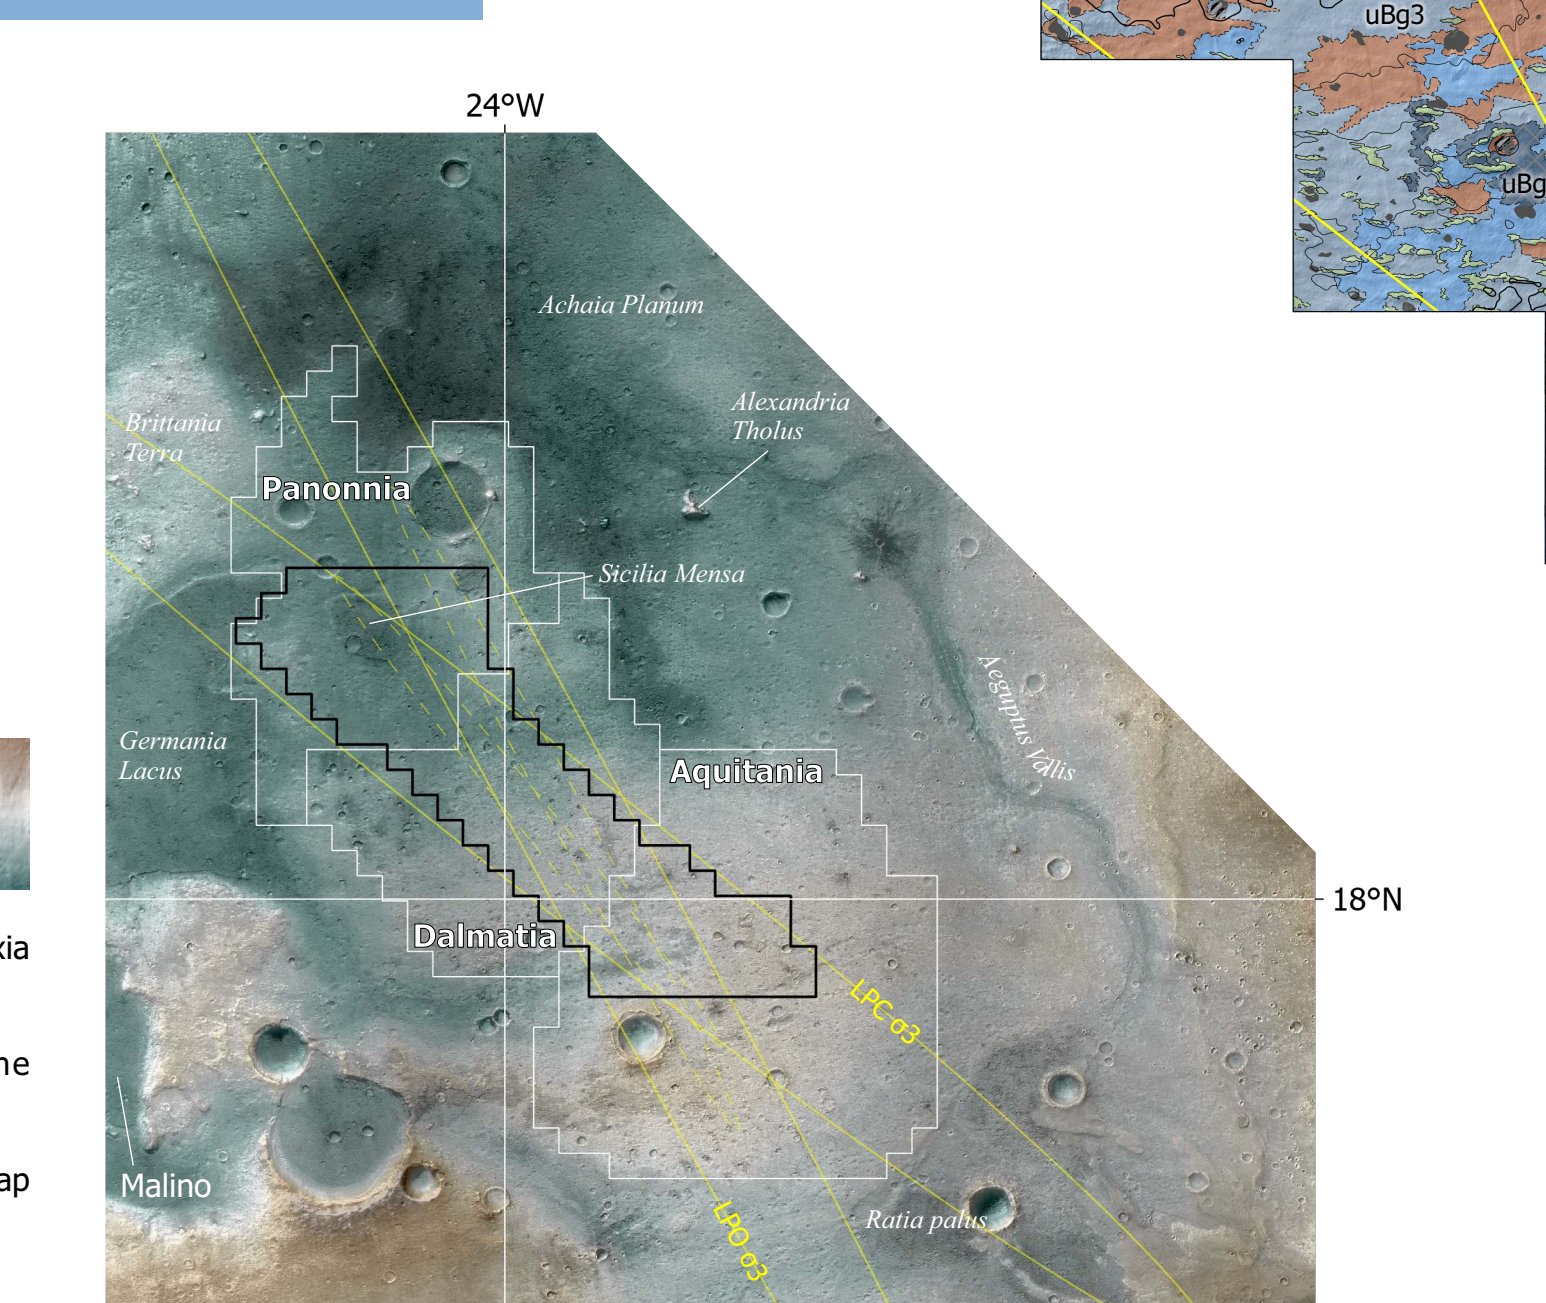 uBg3
uBg
24°W
Achaia Planum
Alexandria
Tholus
Brittania
Terra
Panonnia
Sicilia Mensa
Aeguptus Vallis
Germania
Lacus
Aquitania
18°N
Dalmatia
xia
LPC σ3
ne
ap
Malino
Ratia palus
LPO σ3